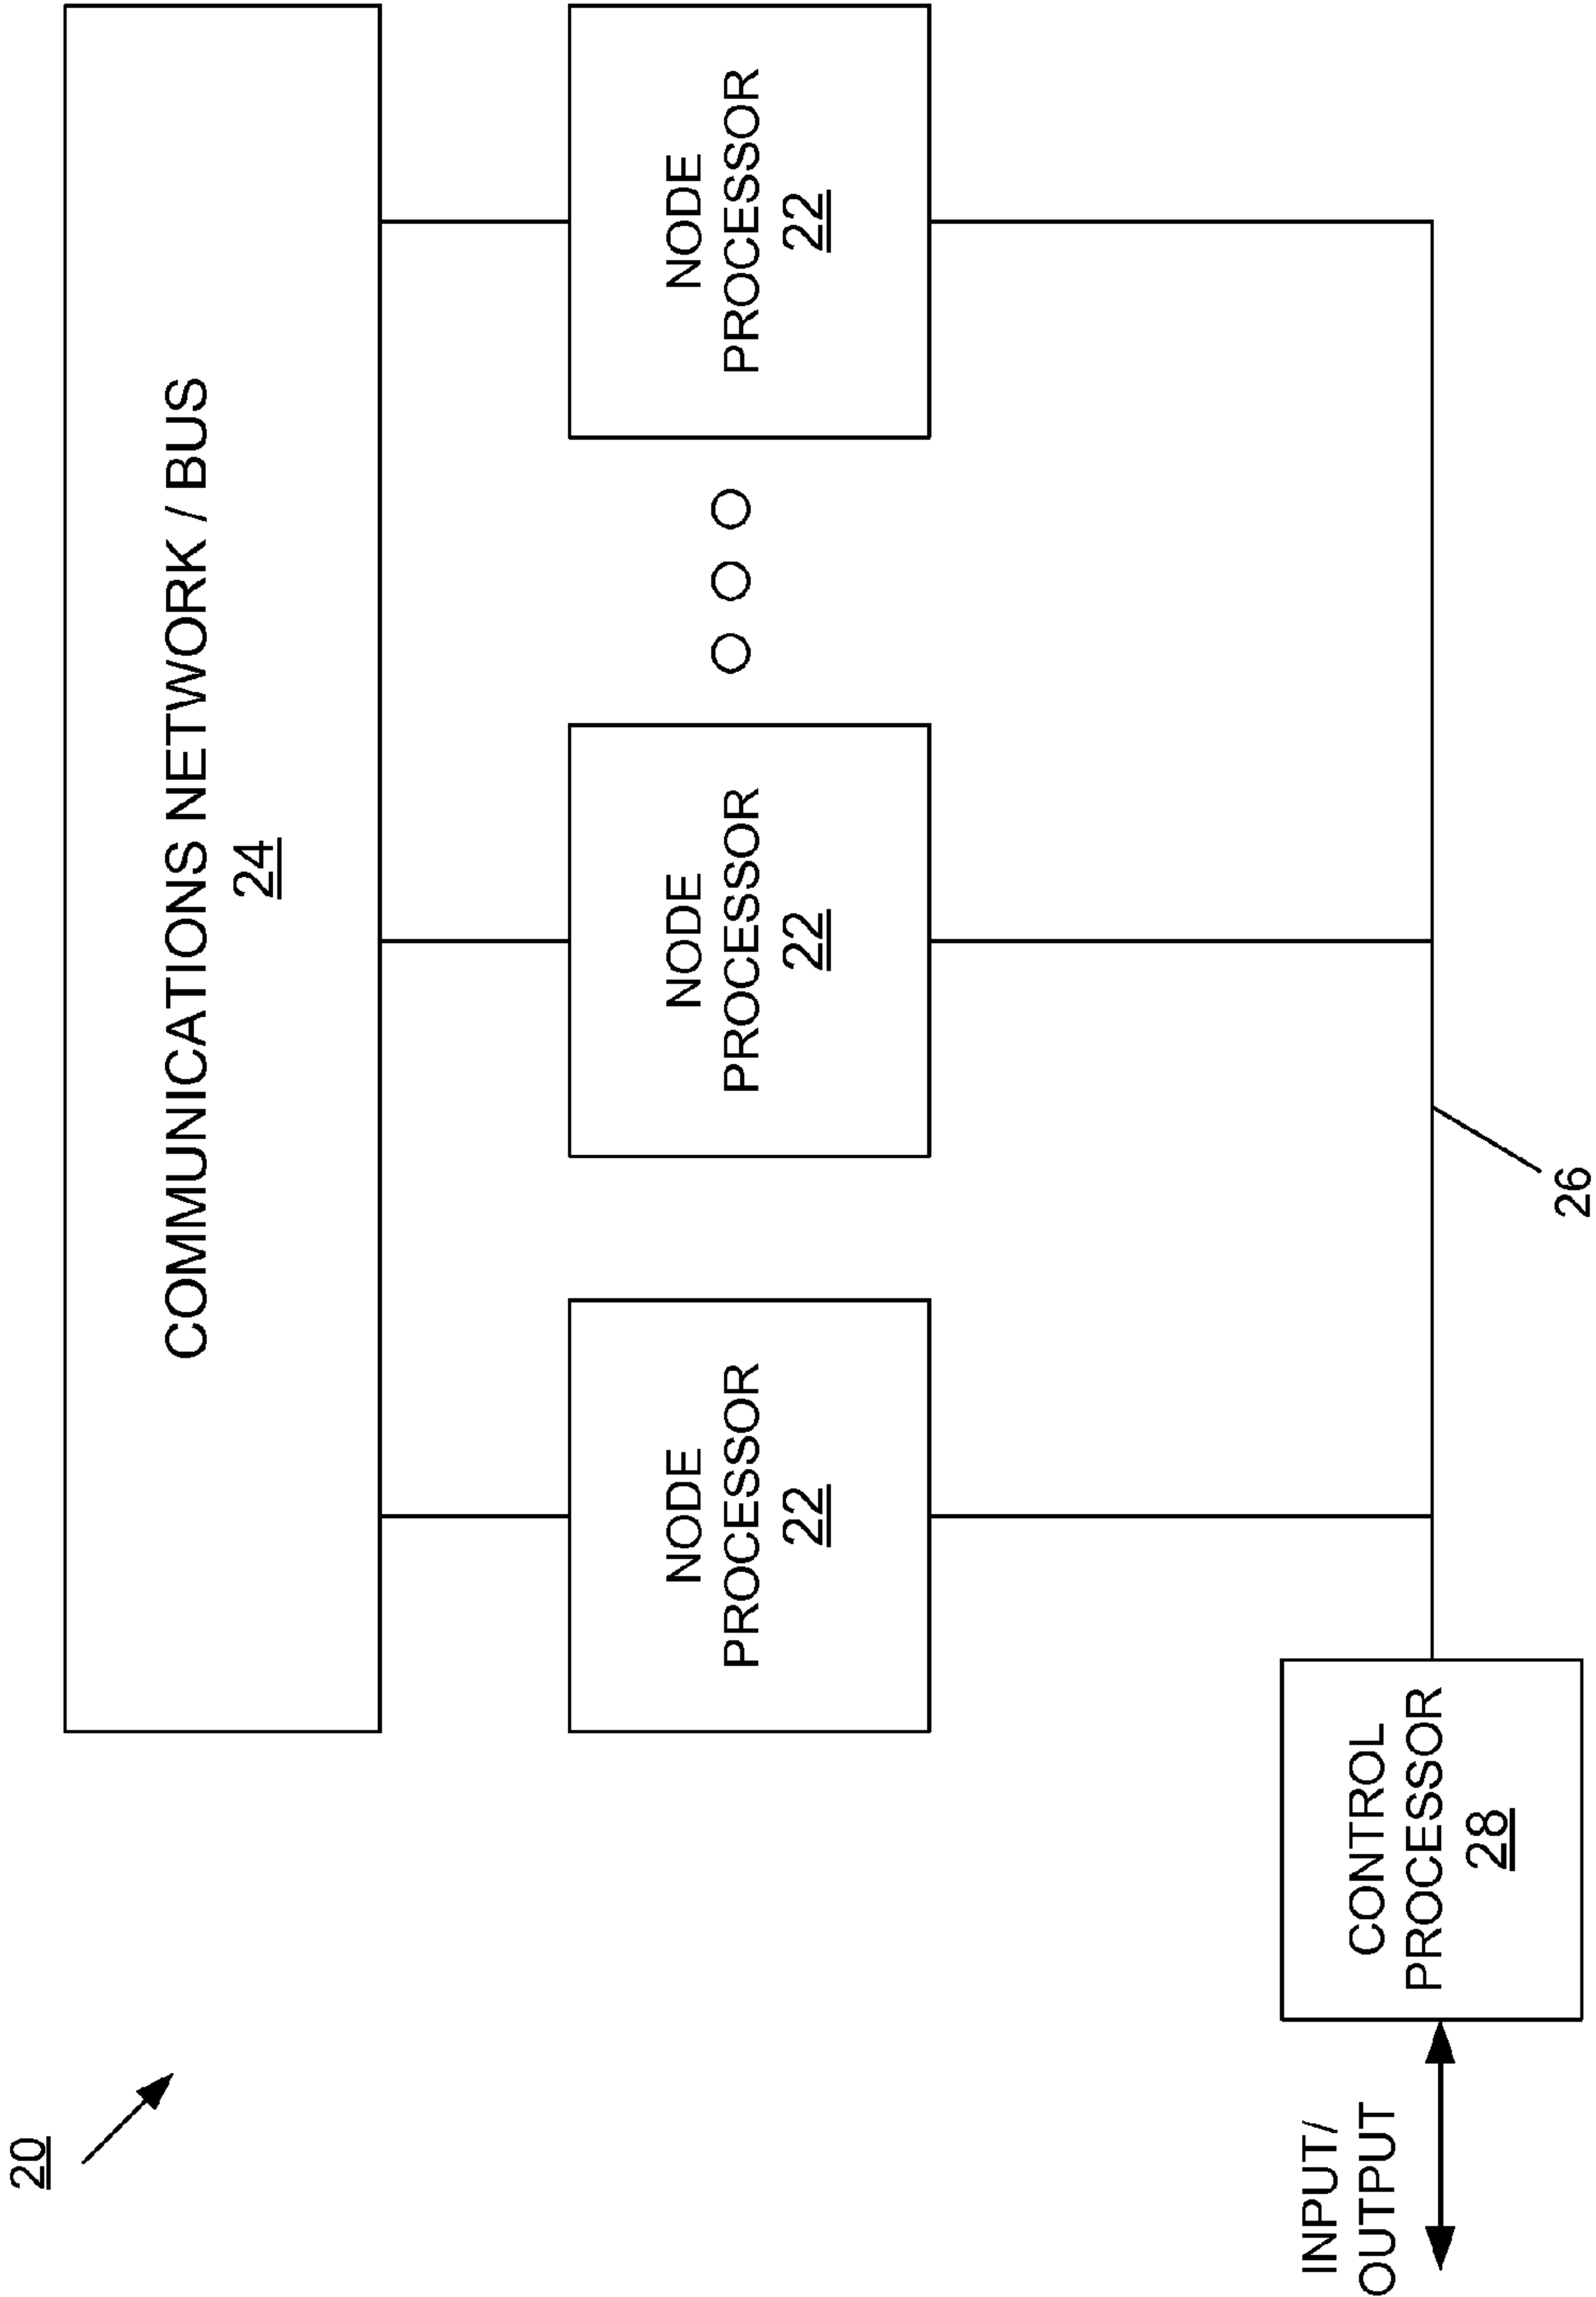 20
COMMUNICATIONS NETWORK / BUS
24
NODE
PROCESSOR
22
NODE
PROCESSOR
22
NODE
PROCESSOR
22
INPUT/
OUTPUT
CONTROL
PROCESSOR
28
26